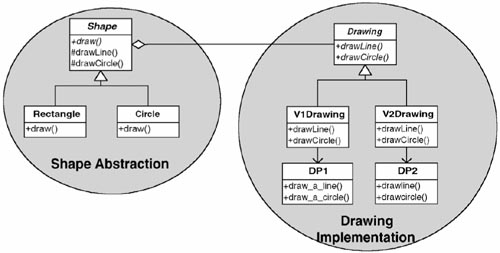 Shape
+draw()
#drawLine()
#drawCircle()
Rectangle
+draw()
Circle
+draw()
Shape Abstraction
Drawing
+drawLine()
+drawCircle()
V1Drawing
+drawLine()
+drawCircle()
V2Drawing
+drawLine()
+drawCircle()
DP1
+draw_a_line()
+draw_a_circle()
DP2
+drawline()
+drawcircle()
Drawing
Implementation